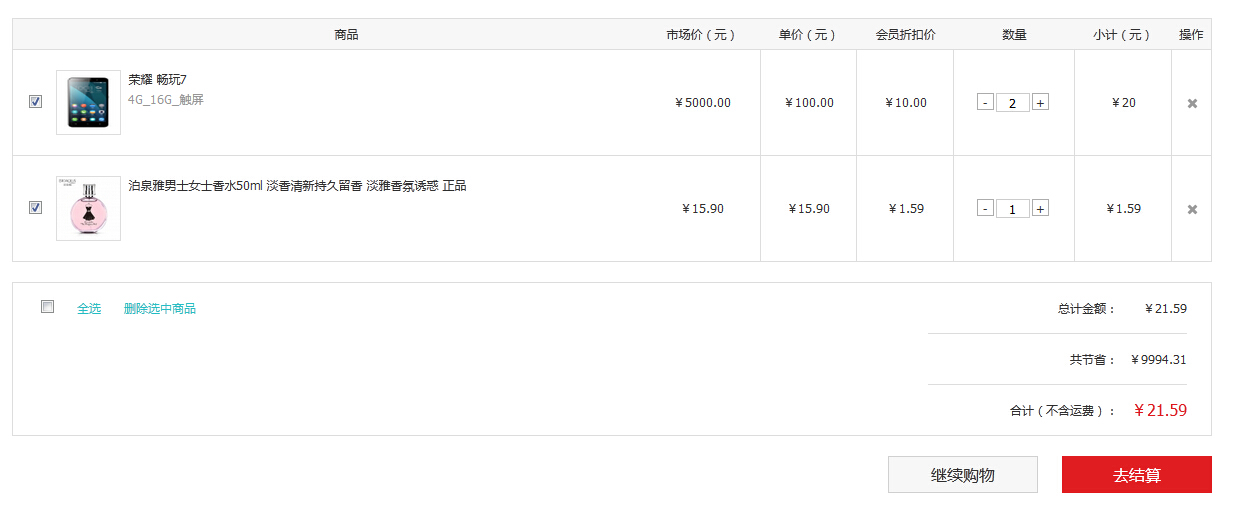 商品 市场价（元） 单价（元） 会员折扣价 数量 小计（元） 操作
荣耀 畅玩7
4G_16G_触屏
￥5000.00 ￥100.00 ￥10.00 - 2 + ￥20
泊泉雅男士女士香水50ml 淡香清新持久留香 淡雅香氛诱惑 正品
￥15.90 ￥15.90 ￥1.59 - 1 + ￥1.59
全选 删除选中商品
总计金额： ￥21.59
共节省： ￥9994.31
合计（不含运费）： ￥21.59
继续购物 去结算